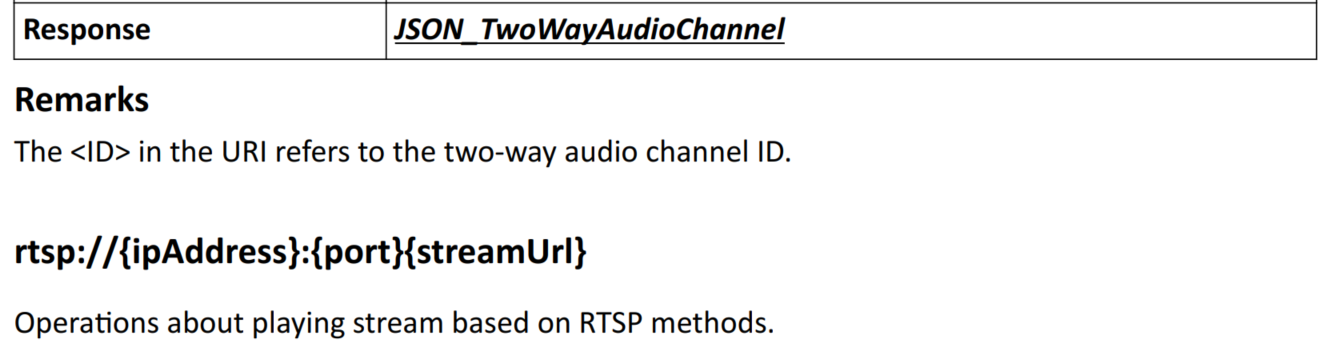 Response JSON_TwoWayAudioChannel
Remarks
The <ID> in the URI refers to the two-way audio channel ID.
rtsp://{ipAddress}:{port}{streamUrl}
Operations about playing stream based on RTSP methods.